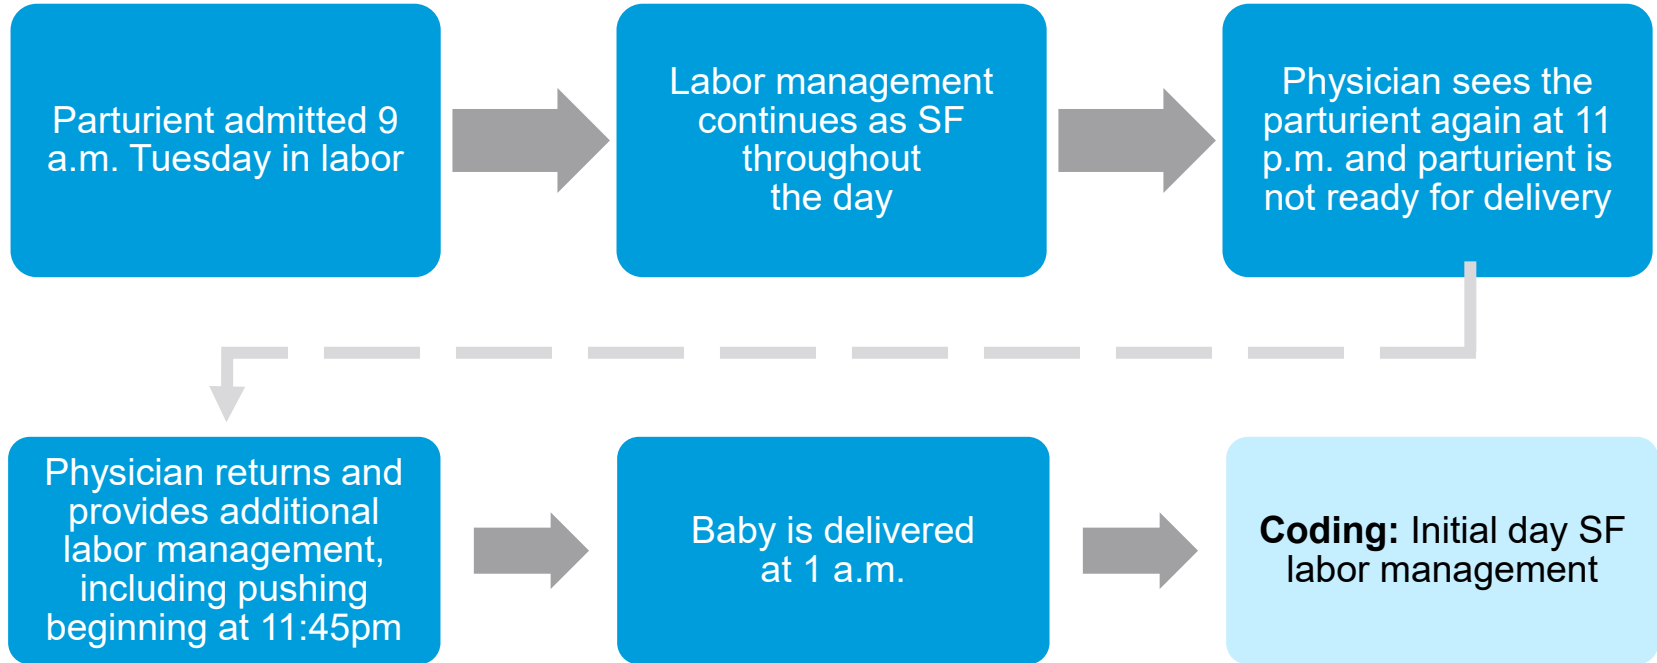 Parturient admitted 9
a.m. Tuesday in labor
Labor management
continues as SF
throughout
the day
Physician sees the
parturient again at 11
p.m. and parturient is
not ready for delivery
Physician returns and
provides additional
labor management,
including pushing
beginning at 11:45pm
Baby is delivered
at 1 a.m.
Coding: Initial day SF
labor management